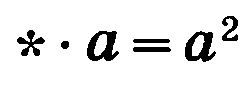 * · a = a²